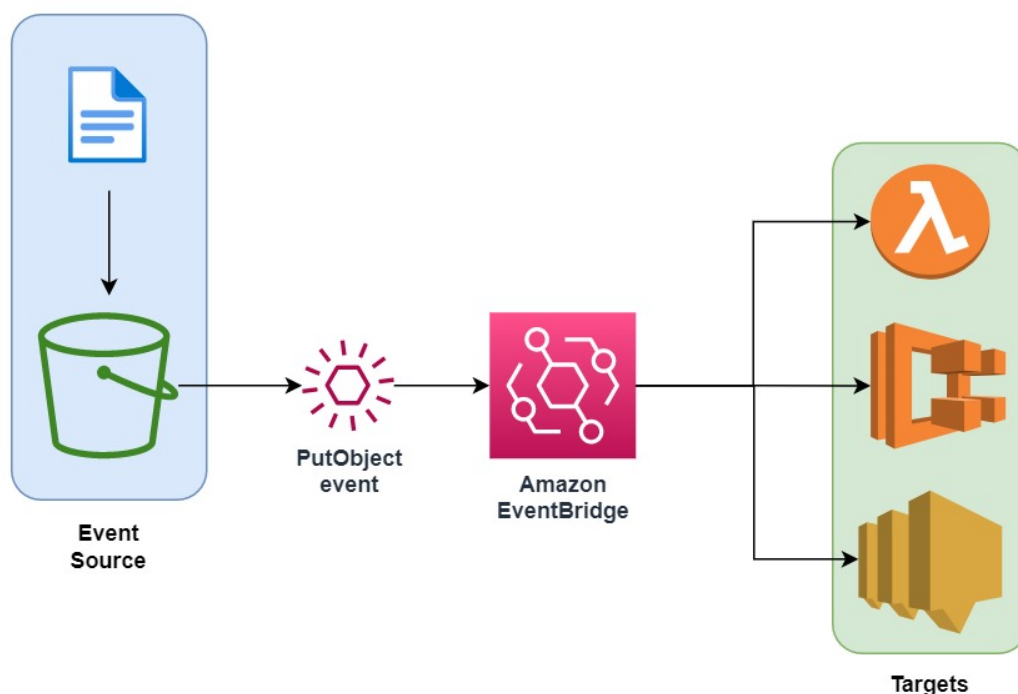 Event
Source
PutObject
event
Amazon
EventBridge
Targets